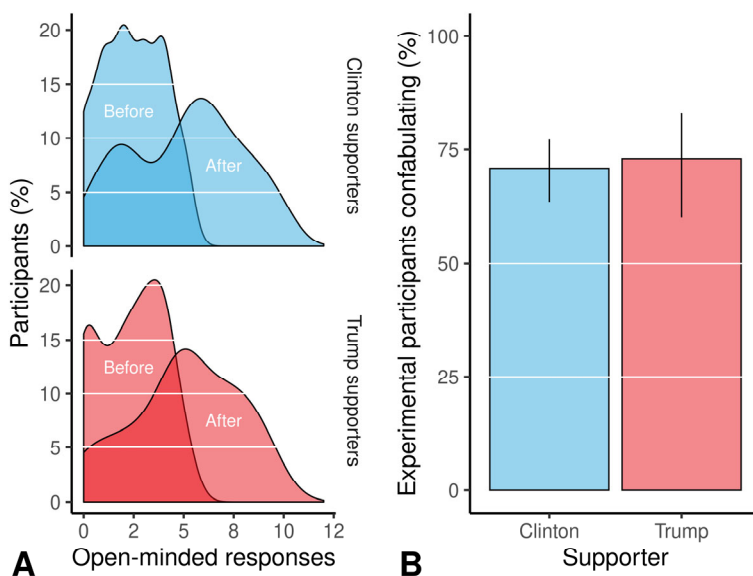 20
15
10
5
0
Before
After
Clinton supporters
20
15
10
5
0
Before
After
Trump supporters
Participants (%)
0 2 5 8 10 12
Open-minded responses
A
100
75
50
25
0
Experimental participants confabulating (%)
Clinton Trump
Supporter
B